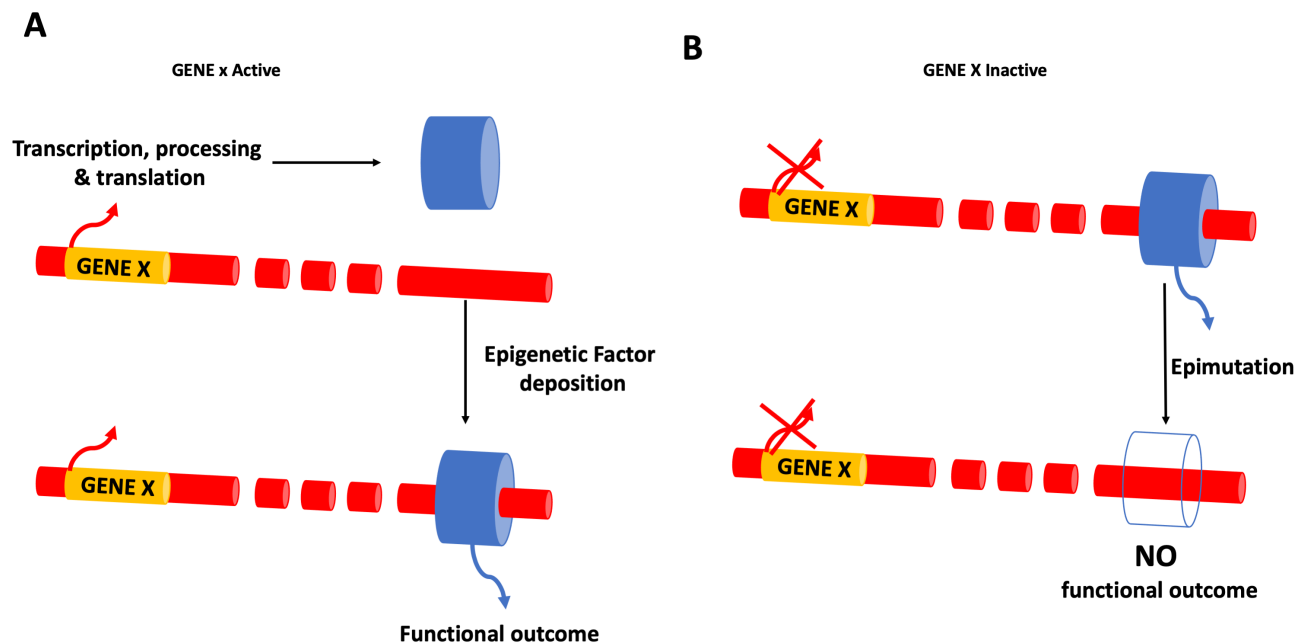 A
GENE x Active
Transcription, processing
& translation
GENE X
Epigenetic Factor
deposition
GENE X
Functional outcome
B
GENE X Inactive
GENE X
Epimutation
GENE X
NO
functional outcome